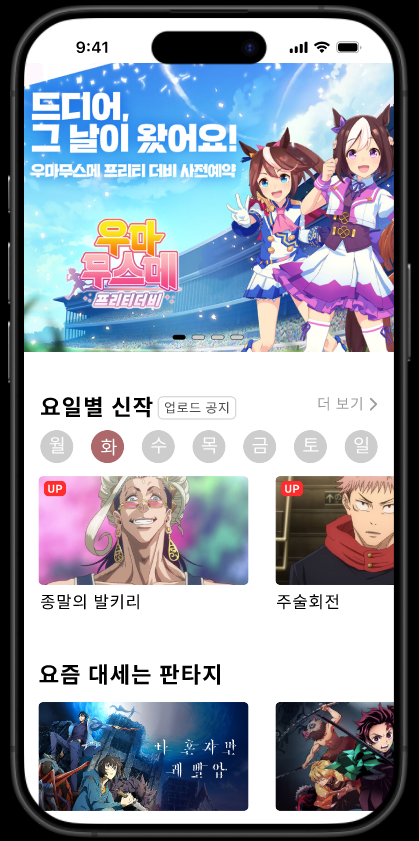 9:41
뜨디어,
그 날이 왔어요!
우마무스메 프리티 더비 사전예약
우마
무스메
프리티더비
요일별 신작 업로드 공지 더 보기
월 화 수 목 금 토 일
UP UP
종말의 발키리 주술회전
요즘 대세는 판타지
나 혼자만
레벨업